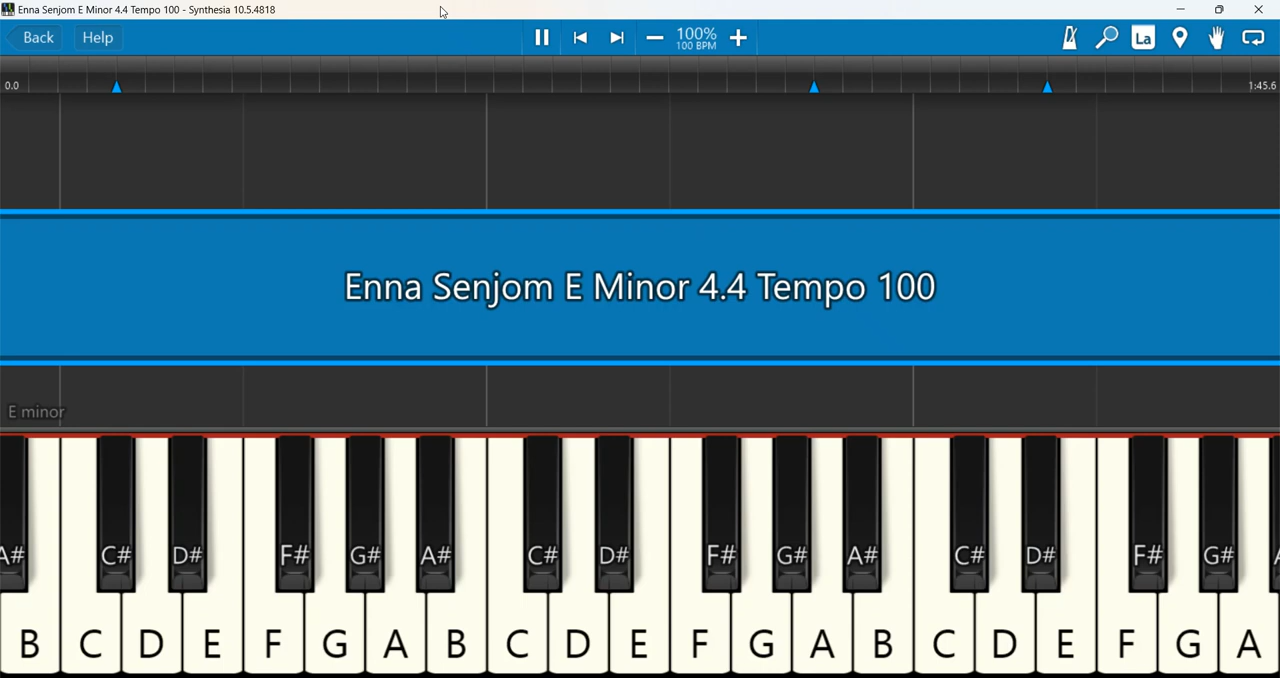 Enna Senjom E Minor 4.4 Tempo 100 - Synthesia 10.5.4818
Back Help 100% La
100 BPM
0.0 1:45.6
Enna Senjom E Minor 4.4 Tempo 100
E minor
A# C# D# F# G# A# C# D# F# G# A# C# D# F# G#
B C D E F G A B C D E F G A B C D E F G A